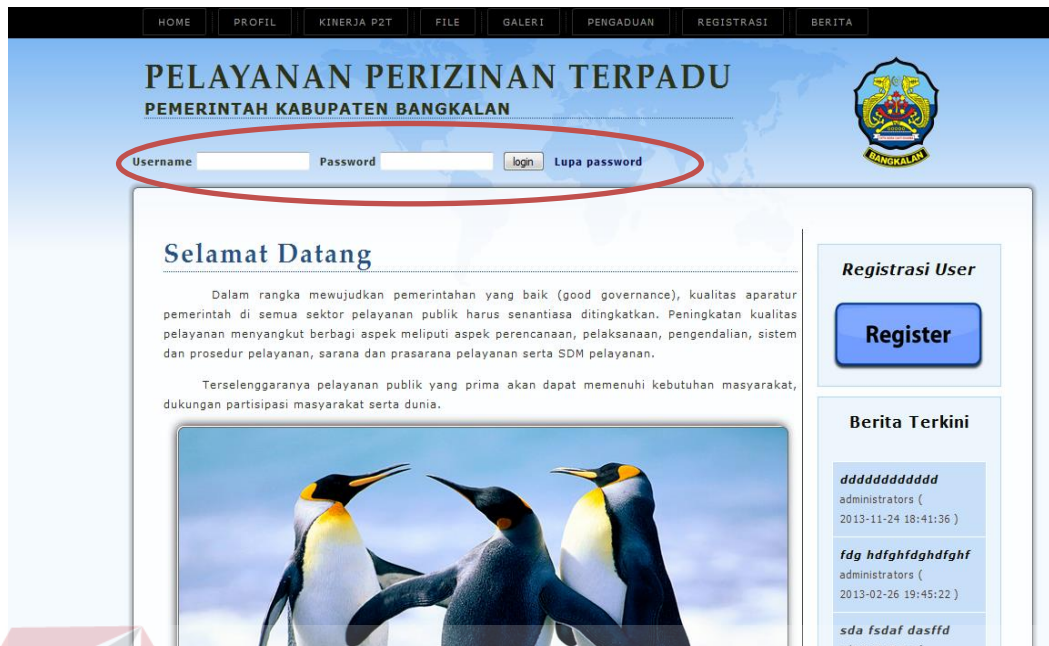 HOME PROFIL KINERJA P2T FILE GALERI PENGADUAN REGISTRASI BERITA
PELAYANAN PERIZINAN TERPADU
PEMERINTAH KABUPATEN BANGKALAN
BANGKALAN
Username Password login Lupa password
Selamat Datang
Dalam rangka mewujudkan pemerintahan yang baik (good governance), kualitas aparatur
pemerintah di semua sektor pelayanan publik harus senantiasa ditingkatkan. Peningkatan kualitas
pelayanan menyangkut berbagi aspek meliputi aspek perencanaan, pelaksanaan, pengendalian, sistem
dan prosedur pelayanan, sarana dan prasarana pelayanan serta SDM pelayanan.
Terselenggaranya pelayanan publik yang prima akan dapat memenuhi kebutuhan masyarakat,
dukungan partisipasi masyarakat serta dunia.
Registrasi User
Register
Berita Terkini
dddddddddddd
administrators (
2013-11-24 18:41:36 )
fdg hdfghfdghdfghf
administrators (
2013-02-26 19:45:22 )
sda fsdaf dasffd